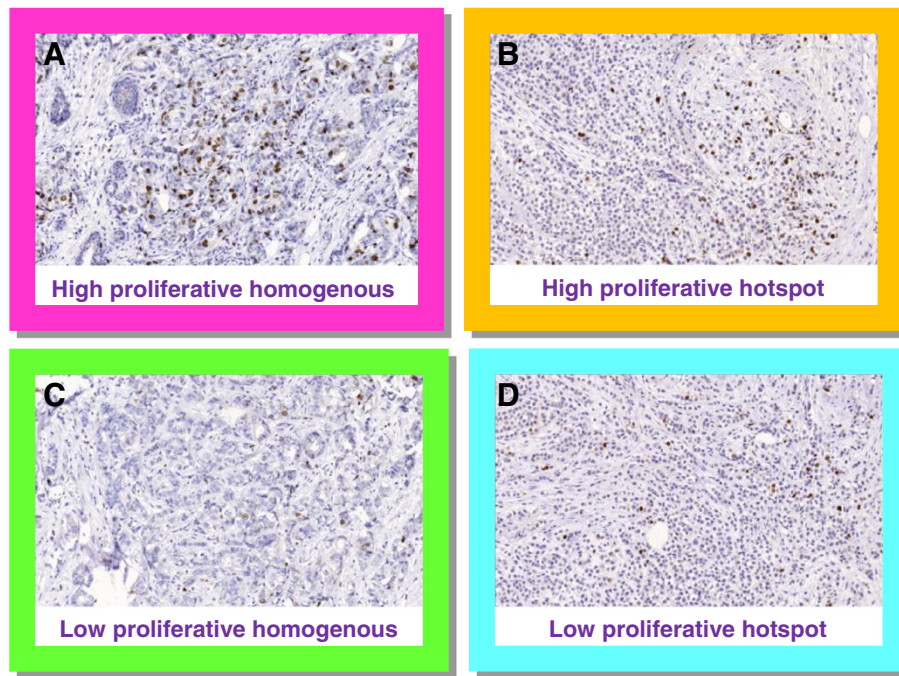 A
High proliferative homogenous
B
High proliferative hotspot
C
Low proliferative homogenous
D
Low proliferative hotspot